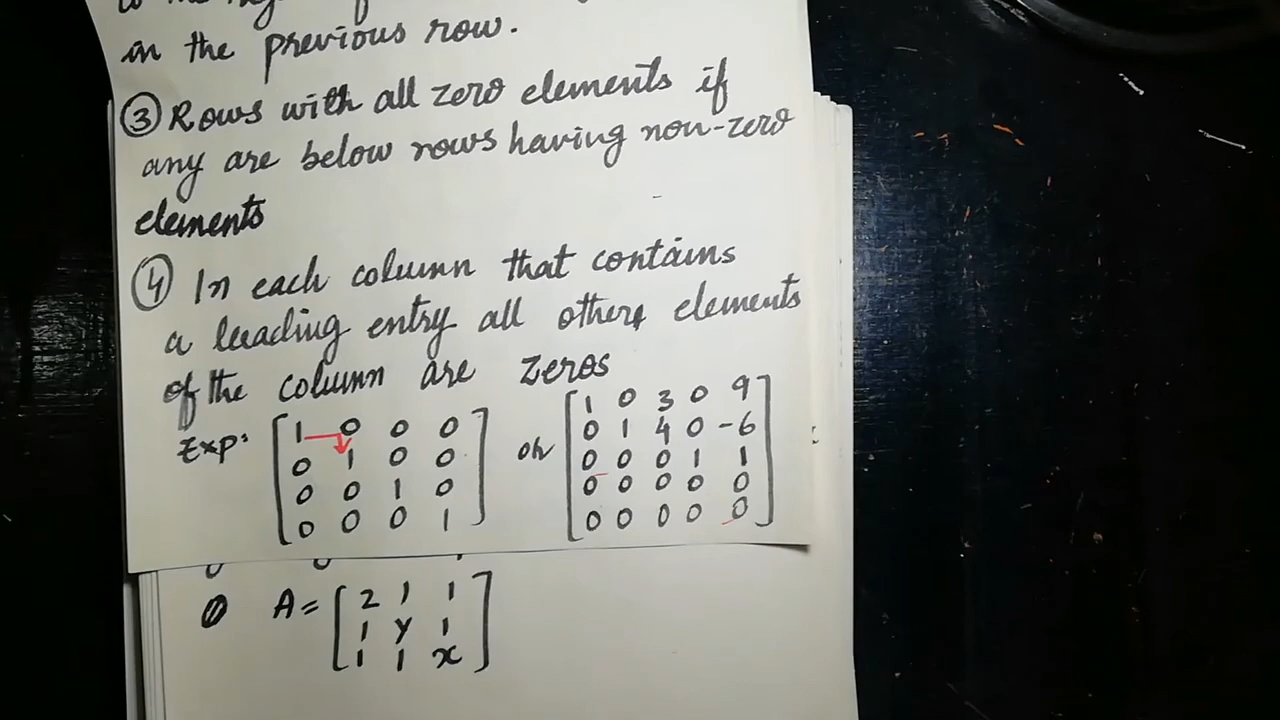 in the previous row.
③ Rows with all zero elements if
any are below rows having non-zero
elements
④ In each column that contains
a leading entry all other elements
of the column are zeros
Exp: [1 0 0 0 or [1 0 3 0 9
0 1 0 0 0 1 4 0 -6
0 0 1 0 0 0 0 1 1
0 0 0 1] 0 0 0 0 0
0 0 0 0 0]
A = [2 1 1
1 y 1
1 1 x]